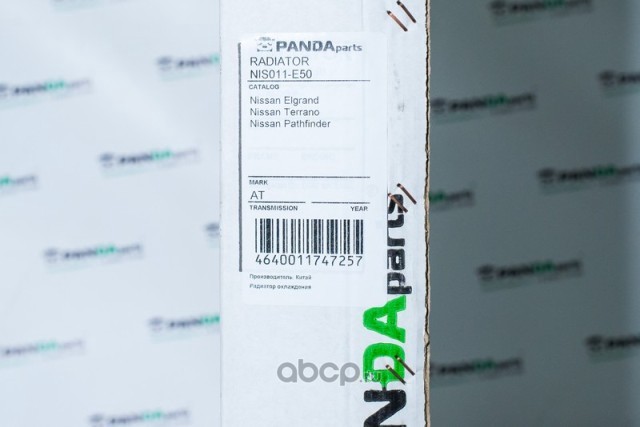 PANDAparts
RADIATOR
NIS011-E50
CATALOG
Nissan Elgrand
Nissan Terrano
Nissan Pathfinder
MARK
AT
TRANSMISSION YEAR
4640011747257
Производитель: Китай
Радиатор охлаждения
NDAparts
abcp.ru